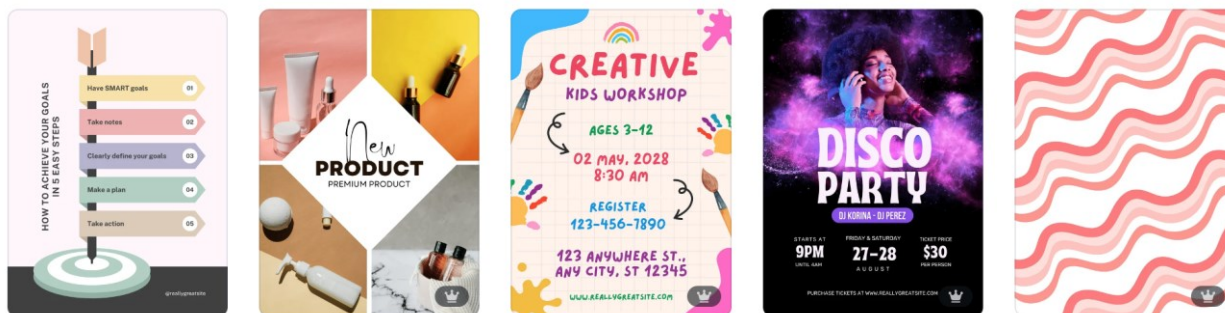 HOW TO ACHIEVE YOUR GOALS
IN 5 EASY STEPS
Have SMART goals 01
Take notes 02
Clearly define your goals 03
Make a plan 04
Take action 05
@reallygreatsite
New
PRODUCT
PREMIUM PRODUCT
CREATIVE
KIDS WORKSHOP
AGES 3-12
02 MAY, 2028
8:30 AM
REGISTER
123-456-7890
123 ANYWHERE ST.,
ANY CITY, ST 12345
WWW.REALLYGREATSITE.COM
DISCO
PARTY
DJ KORINA - DJ PEREZ
STARTS AT
9PM
UNTIL 4AM
FRIDAY & SATURDAY
27-28
AUGUST
TICKET PRICE
$30
PER PERSON
PURCHASE TICKETS AT WWW.REALLYGREATSITE.COM